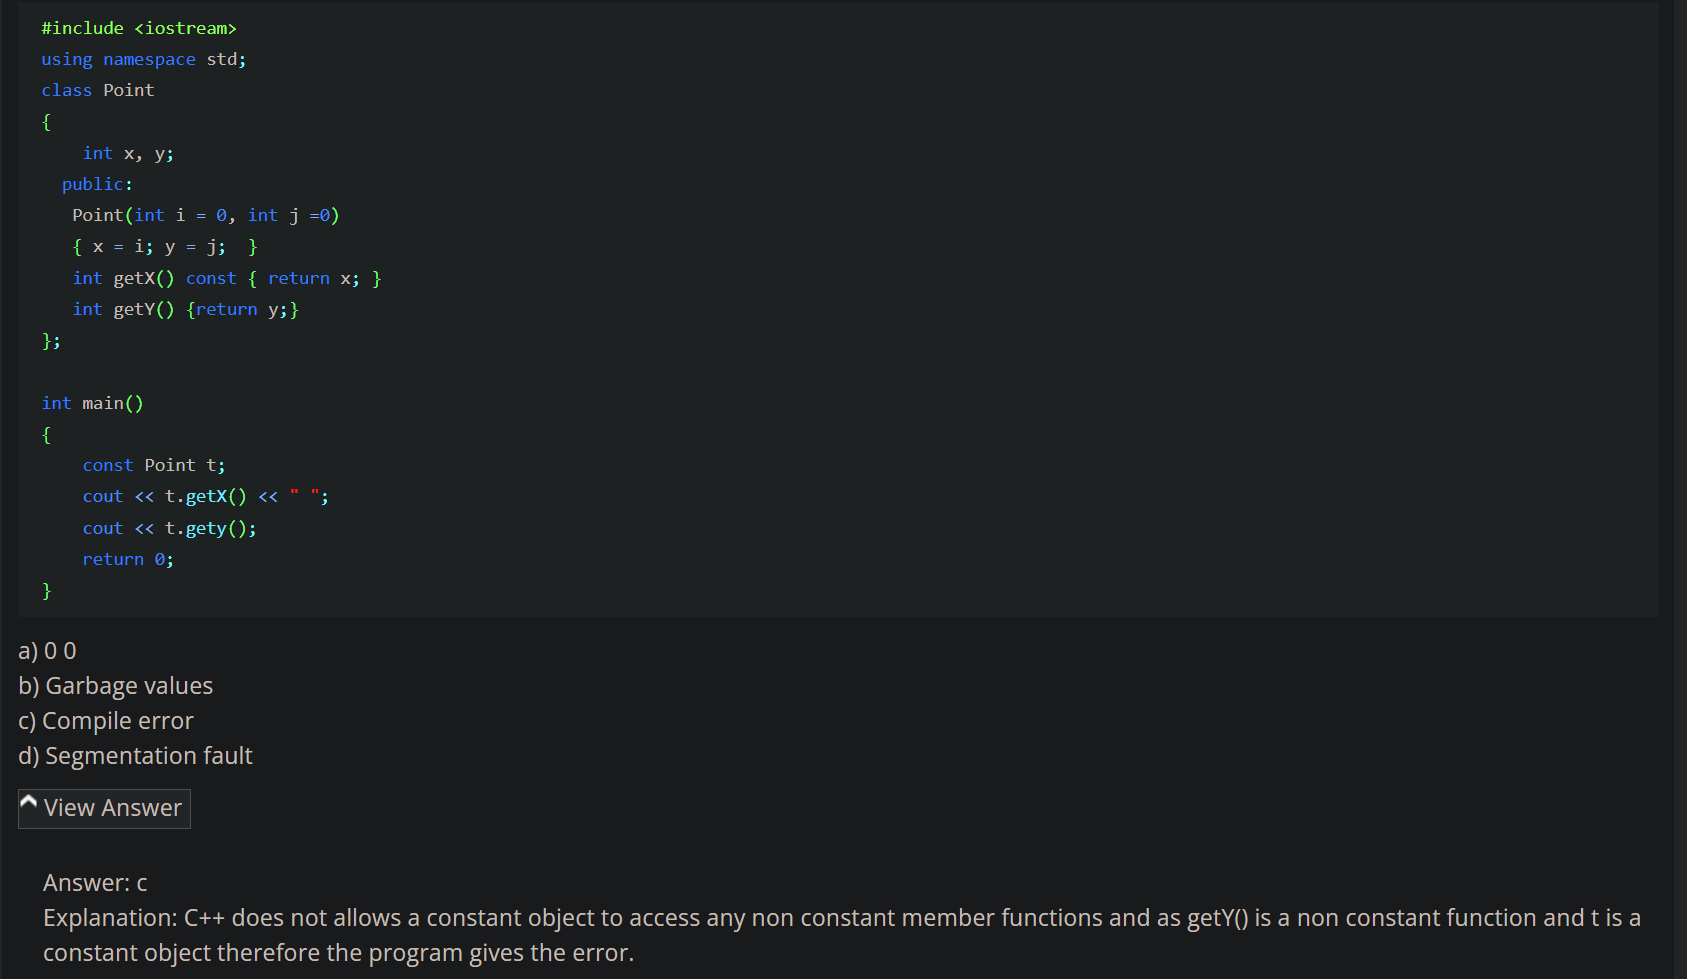 #include <iostream>
using namespace std;
class Point
{
    int x, y;
  public:
   Point(int i = 0, int j =0)
   { x = i; y = j;  }
   int getX() const { return x; }
   int getY() {return y;}
};

int main()
{
    const Point t;
    cout << t.getX() << " ";
    cout << t.gety();
    return 0;
}
a) 0 0
b) Garbage values
c) Compile error
d) Segmentation fault
View Answer
Answer: c
Explanation: C++ does not allows a constant object to access any non constant member functions and as getY() is a non constant function and t is a
constant object therefore the program gives the error.